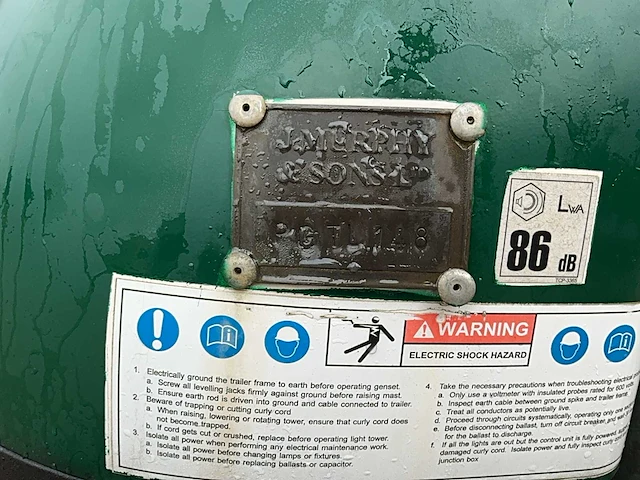 J. MURPHY
& SONS LD
PG7L148
LWA
86 dB
TCP-3365
WARNING
ELECTRIC SHOCK HAZARD
1. Electrically ground the trailer frame to earth before operating genset.
a. Screw all levelling jacks firmly against ground before raising mast.
b. Ensure earth rod is driven into ground and cable connected to trailer.
2. Beware of trapping or cutting curly cord
a. When raising, lowering or rotating tower, ensure that curly cord does
not become trapped.
b. If cord gets cut or crushed, replace before operating light tower.
3. Isolate all power when performing any electrical maintenance work.
a. Isolate all power before changing lamps or fixtures.
b. Isolate all power before replacing ballasts or capacitor.
4. Take the necessary precautions when troubleshooting electrical
a. Only use a voltmeter with insulated probes rated for 600 volts
b. Inspect earth cable between ground spike and trailer frame.
c. Treat all conductors as potentially live.
d. Proceed through circuits systematically, operating only one
e. Before disconnecting ballast, turn off circuit breaker, and
for the ballast to discharge.
f. If all the lights are out but the control unit is fully powered,
damaged curly cord. Isolate power and fully inspect curly
junction box